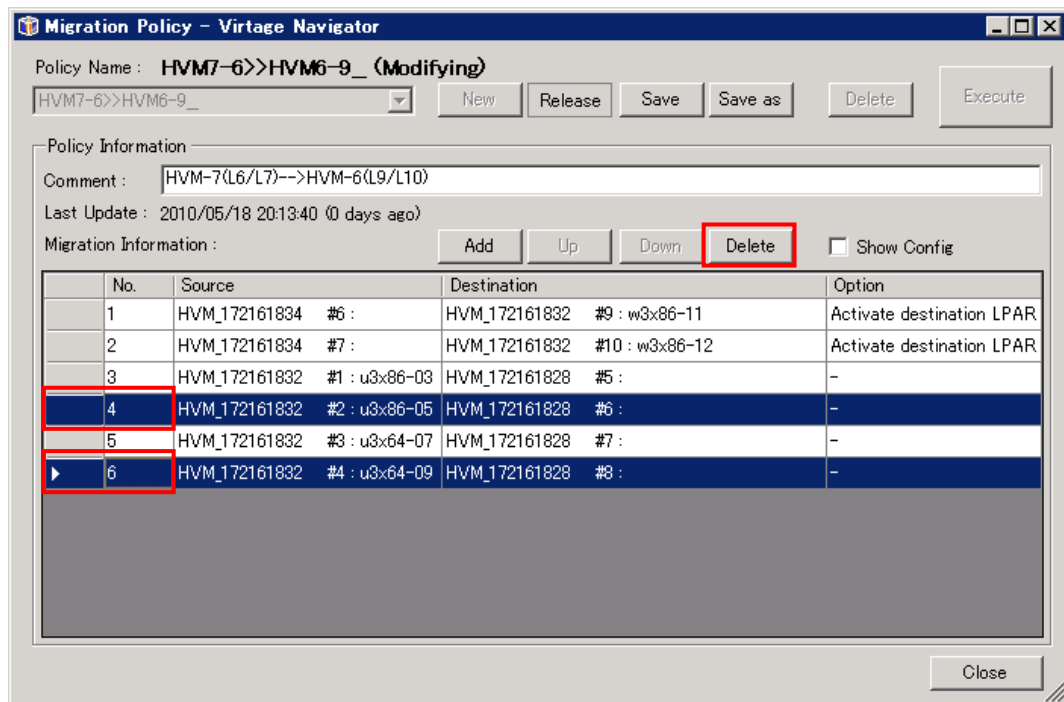 Migration Policy - Virtage Navigator
Policy Name : HVM7-6>>HVM6-9_ (Modifying)
HVM7-6>>HVM6-9_ New Release Save Save as Delete Execute
Policy Information
Comment : HVM-7(L6/L7)-->HVM-6(L9/L10)
Last Update : 2010/05/18 20:13:40 (0 days ago)
Migration Information : Add Up Down Delete Show Config
No. Source Destination Option
1 HVM_172161834 #6 : HVM_172161832 #9 : w3x86-11 Activate destination LPAR
2 HVM_172161834 #7 : HVM_172161832 #10 : w3x86-12 Activate destination LPAR
3 HVM_172161832 #1 : u3x86-03 HVM_172161828 #5 : -
4 HVM_172161832 #2 : u3x86-05 HVM_172161828 #6 : -
5 HVM_172161832 #3 : u3x64-07 HVM_172161828 #7 : -
6 HVM_172161832 #4 : u3x64-09 HVM_172161828 #8 : -
Close